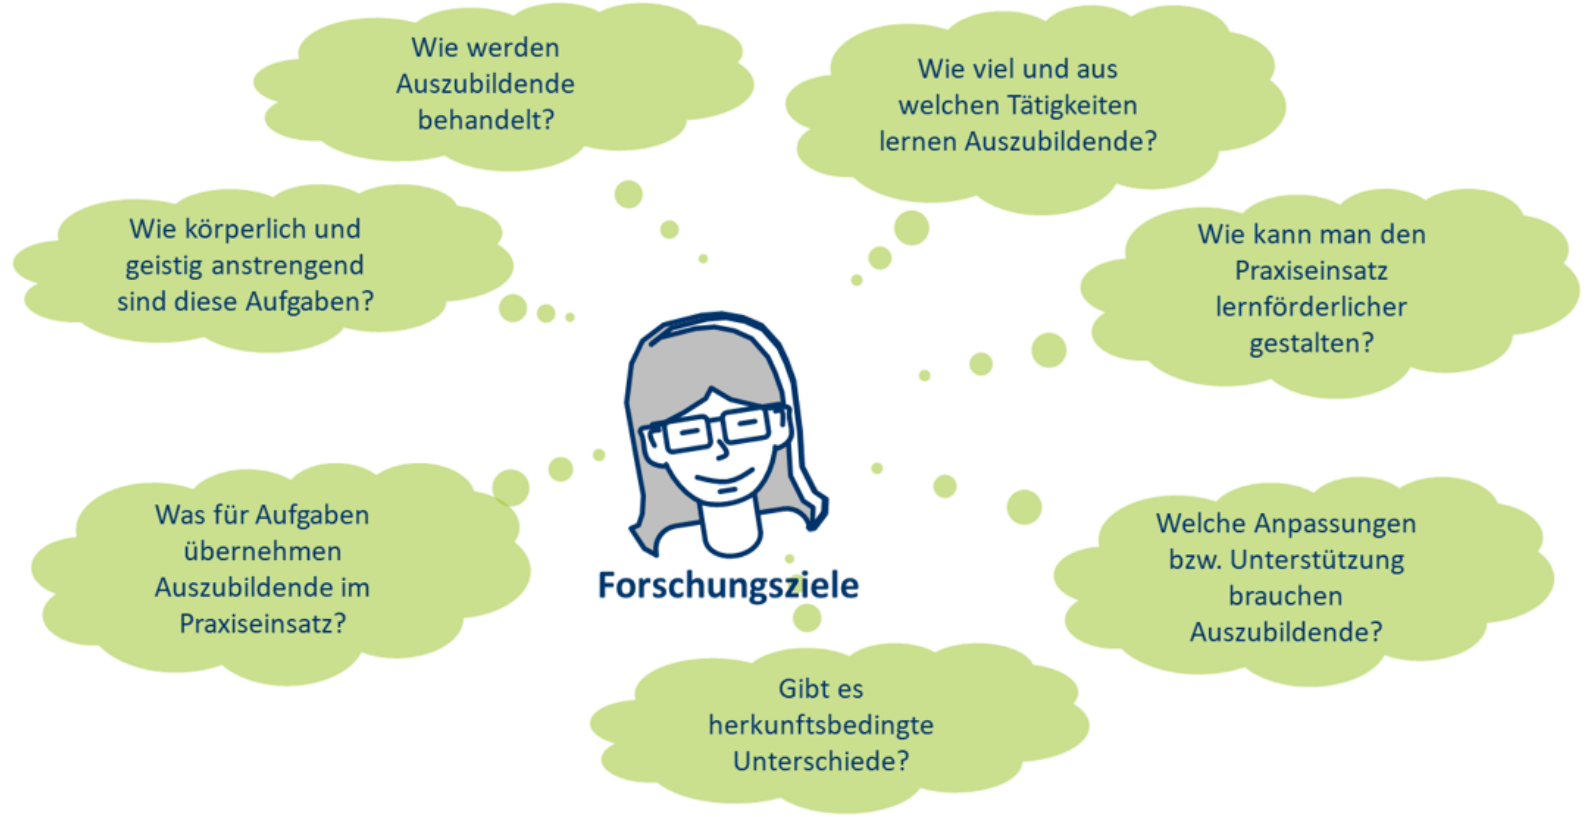 Wie werden
Auszubildende
behandelt?
Wie viel und aus
welchen Tätigkeiten
lernen Auszubildende?
Wie körperlich und
geistig anstrengend
sind diese Aufgaben?
Wie kann man den
Praxiseinsatz
lernförderlicher
gestalten?
Was für Aufgaben
übernehmen
Auszubildende im
Praxiseinsatz?
Forschungsziele
Welche Anpassungen
bzw. Unterstützung
brauchen
Auszubildende?
Gibt es
herkunftsbedingte
Unterschiede?